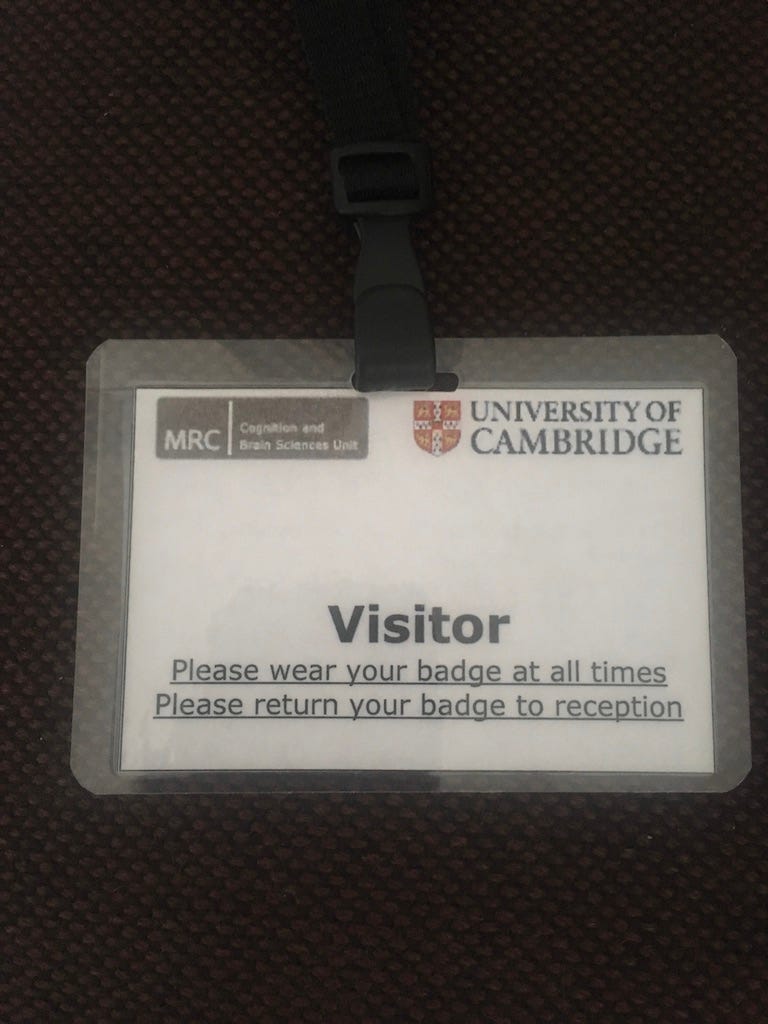 MRC
Cognition and
Brain Sciences Unit
UNIVERSITY OF
CAMBRIDGE
Visitor
Please wear your badge at all times
Please return your badge to reception